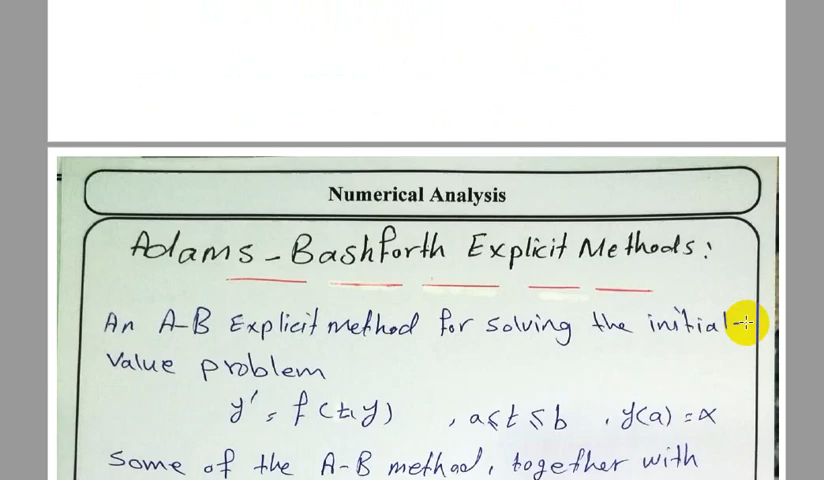 Numerical Analysis
Adams-Bashforth Explicit Methods:
An A-B Explicit method for solving the initial-
Value problem
y' = f(t,y) , a ≤ t ≤ b , y(a) = α
Some of the A-B method, together with